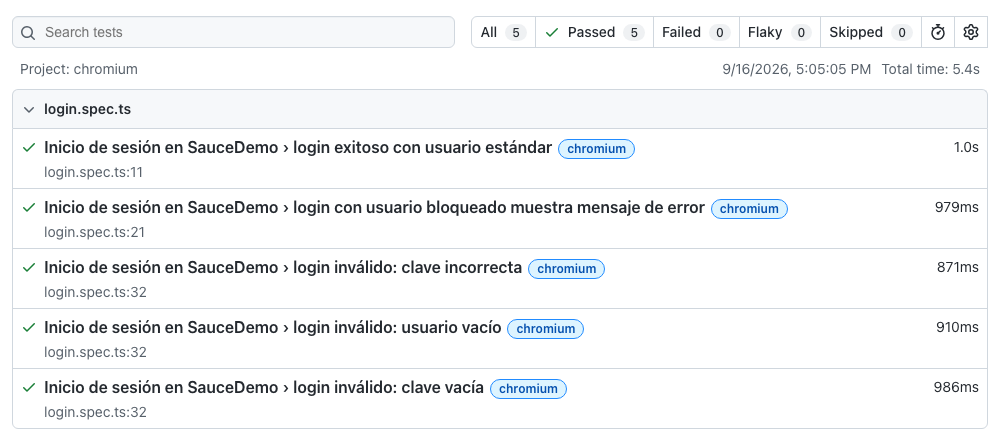 Search tests
All 5 Passed 5 Failed 0 Flaky 0 Skipped 0
Project: chromium 9/16/2026, 5:05:05 PM Total time: 5.4s
login.spec.ts
Inicio de sesión en SauceDemo › login exitoso con usuario estándar chromium 1.0s
login.spec.ts:11
Inicio de sesión en SauceDemo › login con usuario bloqueado muestra mensaje de error chromium 979ms
login.spec.ts:21
Inicio de sesión en SauceDemo › login inválido: clave incorrecta chromium 871ms
login.spec.ts:32
Inicio de sesión en SauceDemo › login inválido: usuario vacío chromium 910ms
login.spec.ts:32
Inicio de sesión en SauceDemo › login inválido: clave vacía chromium 986ms
login.spec.ts:32